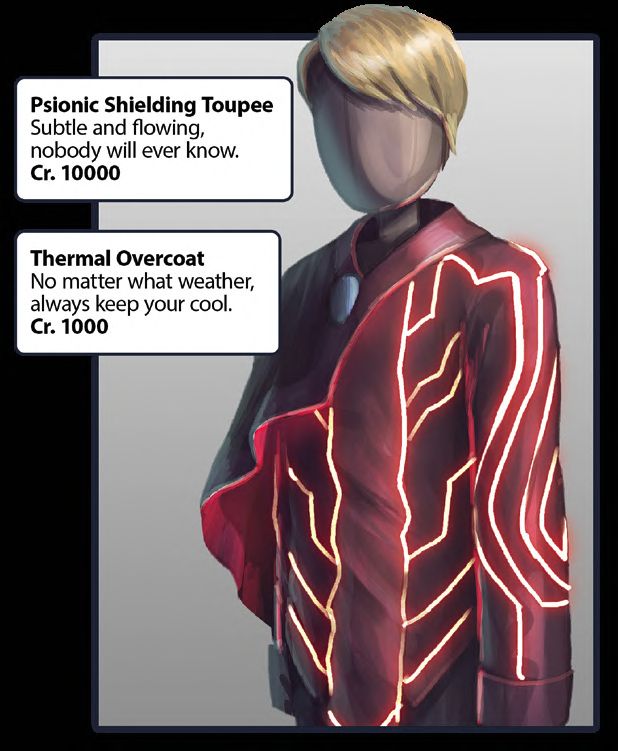 Psionic Shielding Toupee
Subtle and flowing,
nobody will ever know.
Cr. 10000
Thermal Overcoat
No matter what weather,
always keep your cool.
Cr. 1000